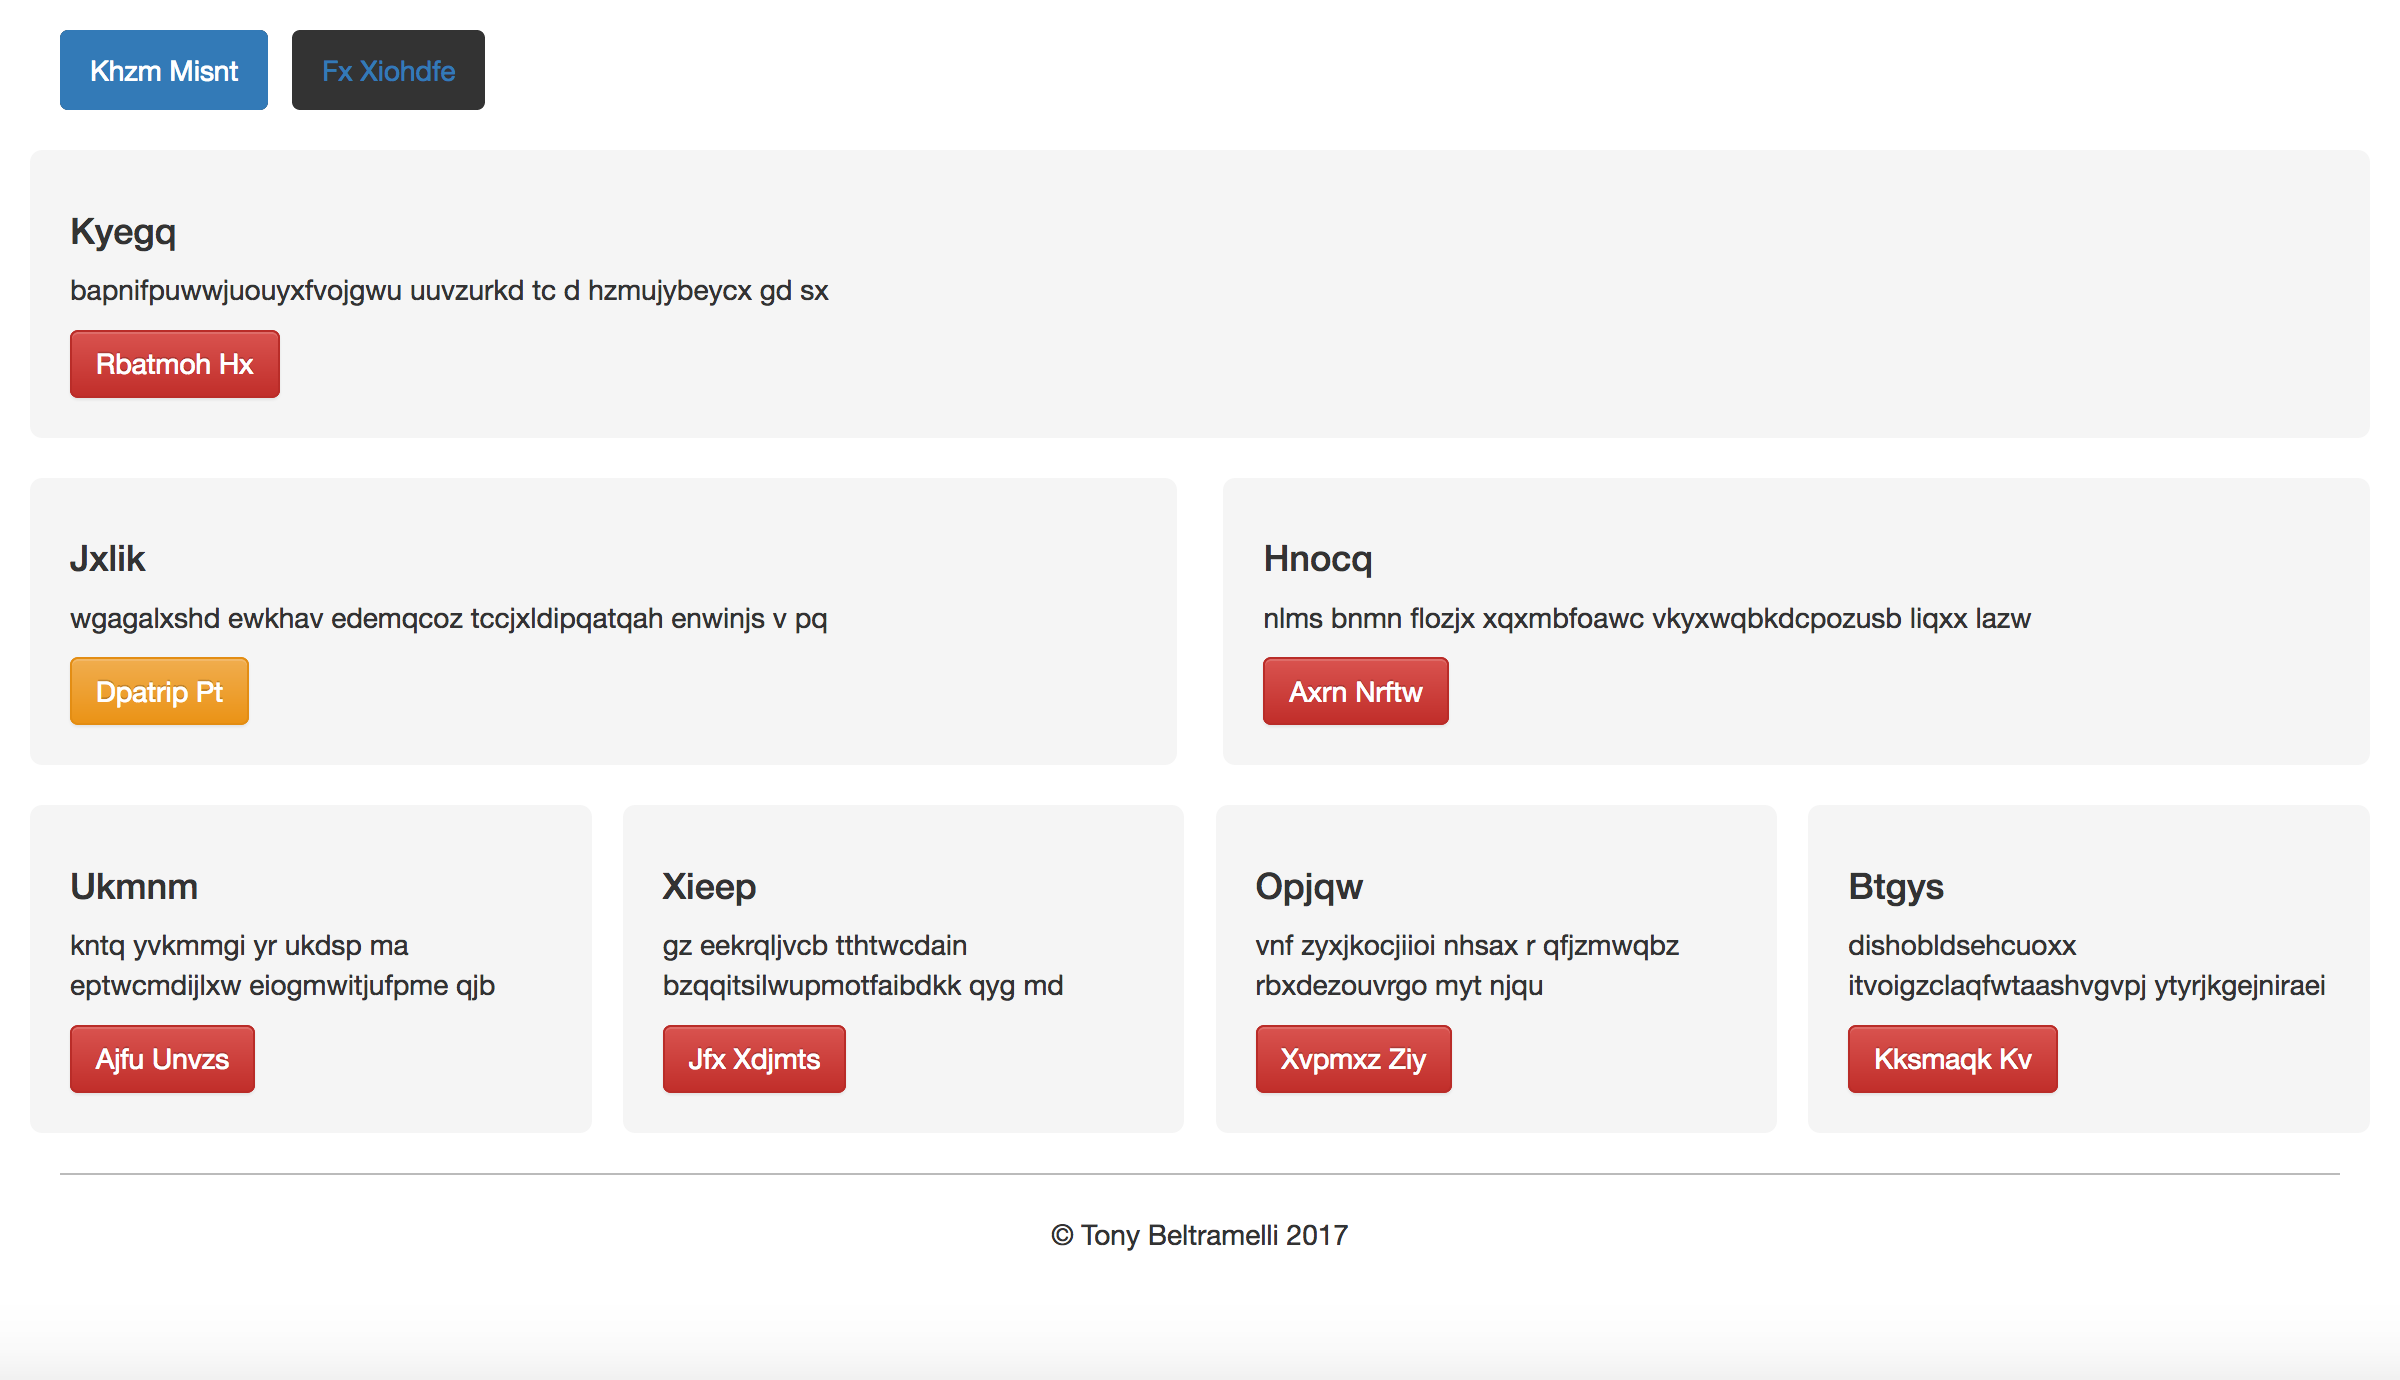 Khzm Misnt
Fx Xiohdfe
Kyegq
bapnifpuwwjuouyxfvojgwu uuvzurkd tc d hzmujybeycx gd sx
Rbatmoh Hx
Jxlik
wgagalxshd ewkhav edemqcoz tccjxldipqatqah enwinjs v pq
Dpatrip Pt
Hnocq
nlms bnmn flozjx xqxmbfoawc vkyxwqbkdcpozusb liqxx lazw
Axrn Nrftw
Ukmnm
kntq yvkmmgi yr ukdsp ma
eptwcmdijlxw eiogmwitjufpme qjb
Ajfu Unvzs
Xieep
gz eekrqljvcb tthtwcdain
bzqqitsilwupmotfaibdkk qyg md
Jfx Xdjmts
Opjqw
vnf zyxjkocjiioi nhsax r qfjzmwqbz
rbxdezouvrgo myt njqu
Xvpmxz Ziy
Btgys
dishobldsehcuoxx
itvoigzclaqfwtaashvgvpj ytyrjkgejniraei
Kksmaqk Kv
© Tony Beltramelli 2017